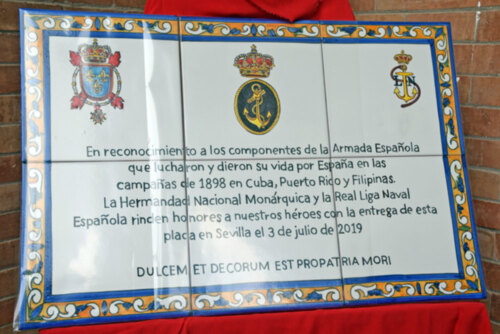 En reconocimiento a los componentes de la Armada Española
que lucharon y dieron su vida por España en las
campañas de 1898 en Cuba, Puerto Rico y Filipinas.
La Hermandad Nacional Monárquica y la Real Liga Naval
Española rinden honores a nuestros héroes con la entrega de esta
placa en Sevilla el 3 de julio de 2019
DULCEM ET DECORUM EST PROPATRIA MORI